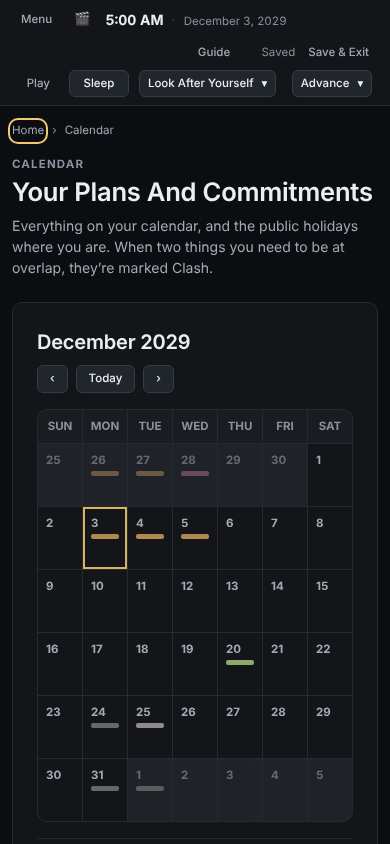 Menu 🎬 5:00 AM · December 3, 2029
Guide Saved Save & Exit
Play Sleep Look After Yourself ▾ Advance ▾
Home › Calendar
CALENDAR
Your Plans And Commitments
Everything on your calendar, and the public holidays
where you are. When two things you need to be at
overlap, they’re marked Clash.
December 2029
‹ Today ›
SUN MON TUE WED THU FRI SAT
25 26 27 28 29 30 1
2 3 4 5 6 7 8
9 10 11 12 13 14 15
16 17 18 19 20 21 22
23 24 25 26 27 28 29
30 31 1 2 3 4 5